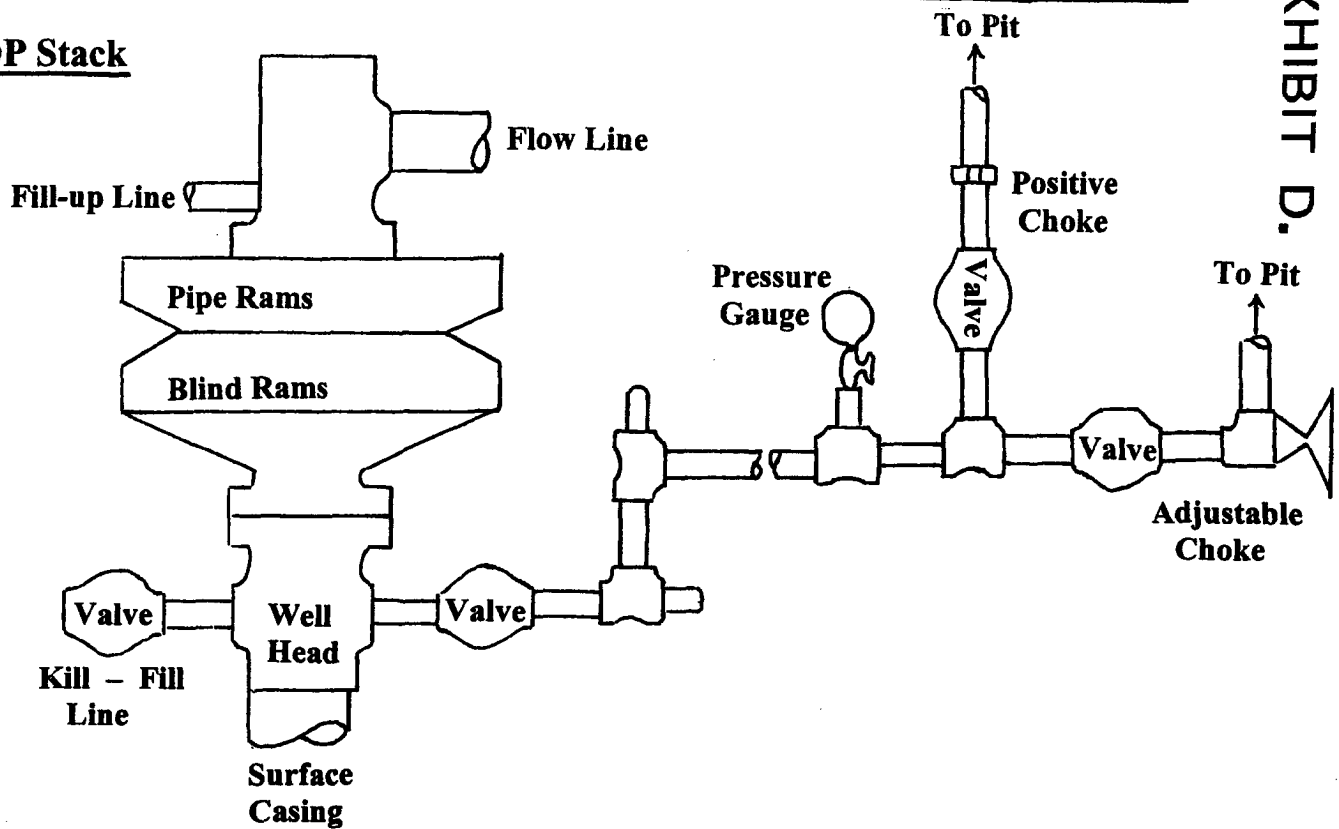 P Stack
To Pit
KHIBIT D.
Flow Line
Fill-up Line
Positive
Choke
Pressure
Gauge
Valve
To Pit
Pipe Rams
Blind Rams
Valve
Adjustable
Choke
Valve
Well
Head
Valve
Kill – Fill
Line
Surface
Casing